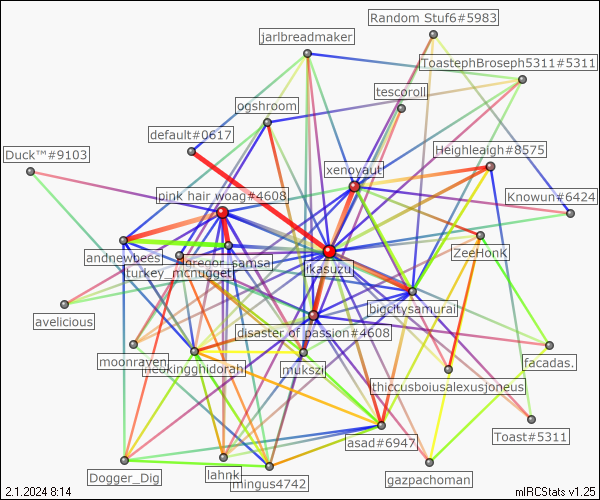 Random Stuf6#5983
jarlbreadmaker
ToastephBroseph5311#5311
tescoroll
ogshroom
default#0617
Heighleaigh#8575
Duck™#9103
xenovaut
pink hair woag#4608
Knowun#6424
andnewbees
gregor_samsa
turkey_mcnugget
ikasuzu
ZeeHonK
bigcitysamurai
avelicious
disaster of passion#4608
moonraven
ncokingghidorah
mukszi
facadas.
thiccusboiusalexusjoneus
asad#6947
Toast#5311
Dogger_Dig
lahnk
mingus4742
gazpachoman
2.1.2024 8:14
mIRCStats v1.25